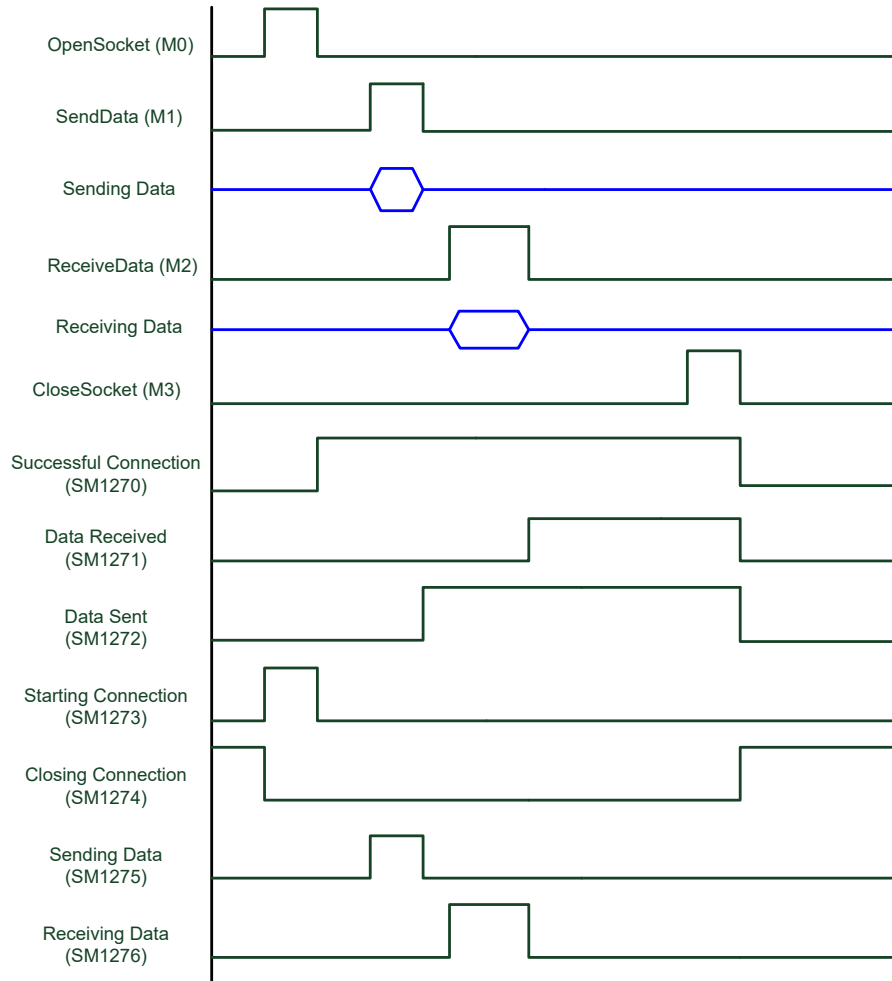 OpenSocket (M0)
SendData (M1)
Sending Data
ReceiveData (M2)
Receiving Data
CloseSocket (M3)
Successful Connection
(SM1270)
Data Received
(SM1271)
Data Sent
(SM1272)
Starting Connection
(SM1273)
Closing Connection
(SM1274)
Sending Data
(SM1275)
Receiving Data
(SM1276)